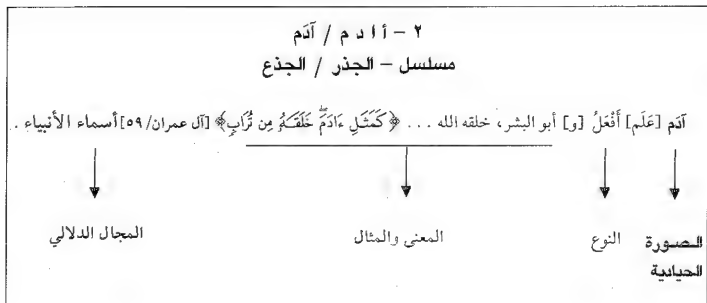 ٢ – أ ا د م / آدَم
مسلسل – الجذر / الجذع
آدَم [عَلَم] أَفْعَلُ [و] أبو البشر، خلقه الله ... ﴿كَمَثَلِ ءَادَمَۖ خَلَقَهُۥ مِن تُرَابٍ﴾ [آل عمران/٥٩] أسماء الأنبياء .
الـصـورة النوع المعنى والمثال المجال الدلالي
الحيادية